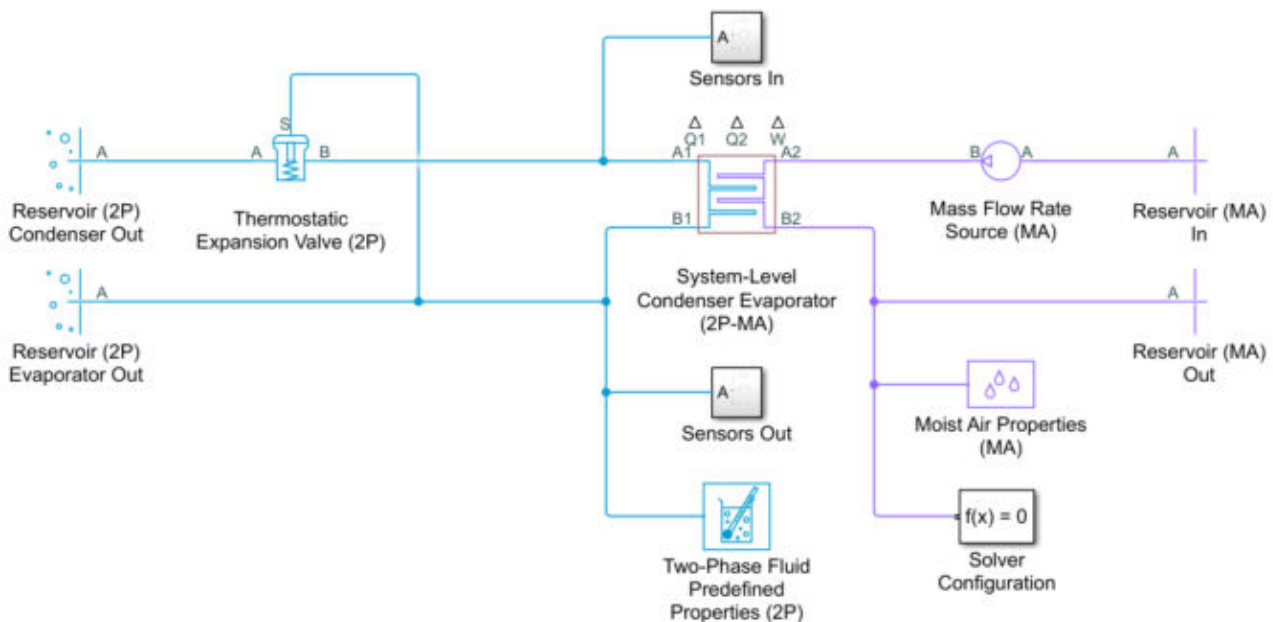 A
Sensors In
S
Q1 Q2 W
A
A
B
A1
A2
B
A
A
Reservoir (2P)
Condenser Out
Thermostatic
Expansion Valve (2P)
B1
B2
Mass Flow Rate
Source (MA)
Reservoir (MA)
In
System-Level
Condenser Evaporator
(2P-MA)
A
A
Reservoir (2P)
Evaporator Out
Reservoir (MA)
Out
A
Sensors Out
Moist Air Properties
(MA)
f(x) = 0
Two-Phase Fluid
Predefined
Properties (2P)
Solver
Configuration